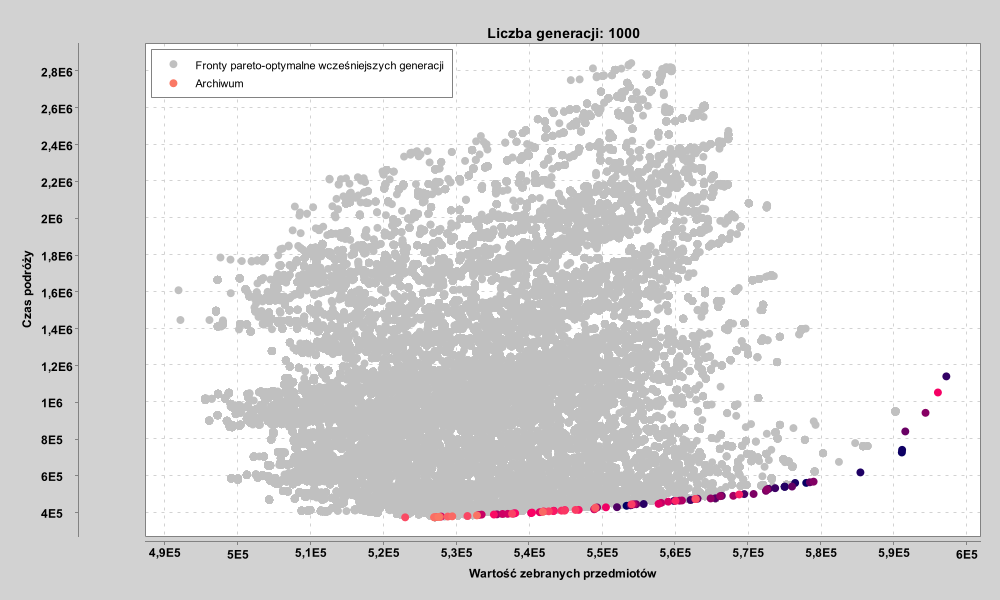 Liczba generacji: 1000
Fronty pareto-optymalne wcześniejszych generacji
Archiwum
2,8E6
2,6E6
2,4E6
2,2E6
2E6
1,8E6
1,6E6
1,4E6
1,2E6
1E6
8E5
6E5
4E5
Czas podróży
4,9E5 5E5 5,1E5 5,2E5 5,3E5 5,4E5 5,5E5 5,6E5 5,7E5 5,8E5 5,9E5 6E5
Wartość zebranych przedmiotów